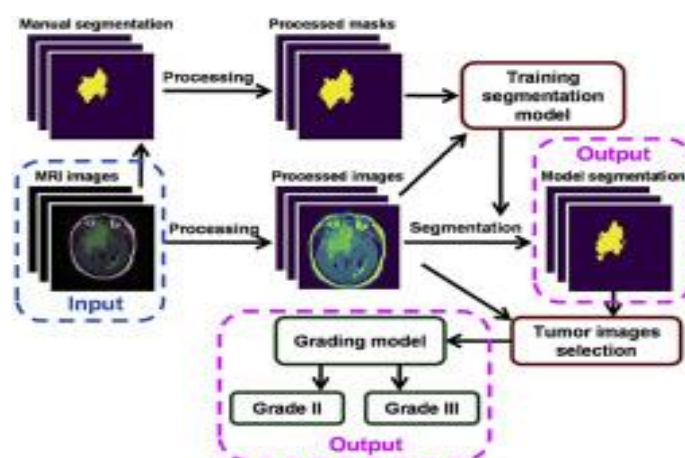 Manual segmentation
Processed masks
Processing
Training
segmentation
model
Output
MRI images
Processed images
Model segmentation
Processing
Segmentation
Input
Grading model
Tumor images
selection
Grade II
Grade III
Output